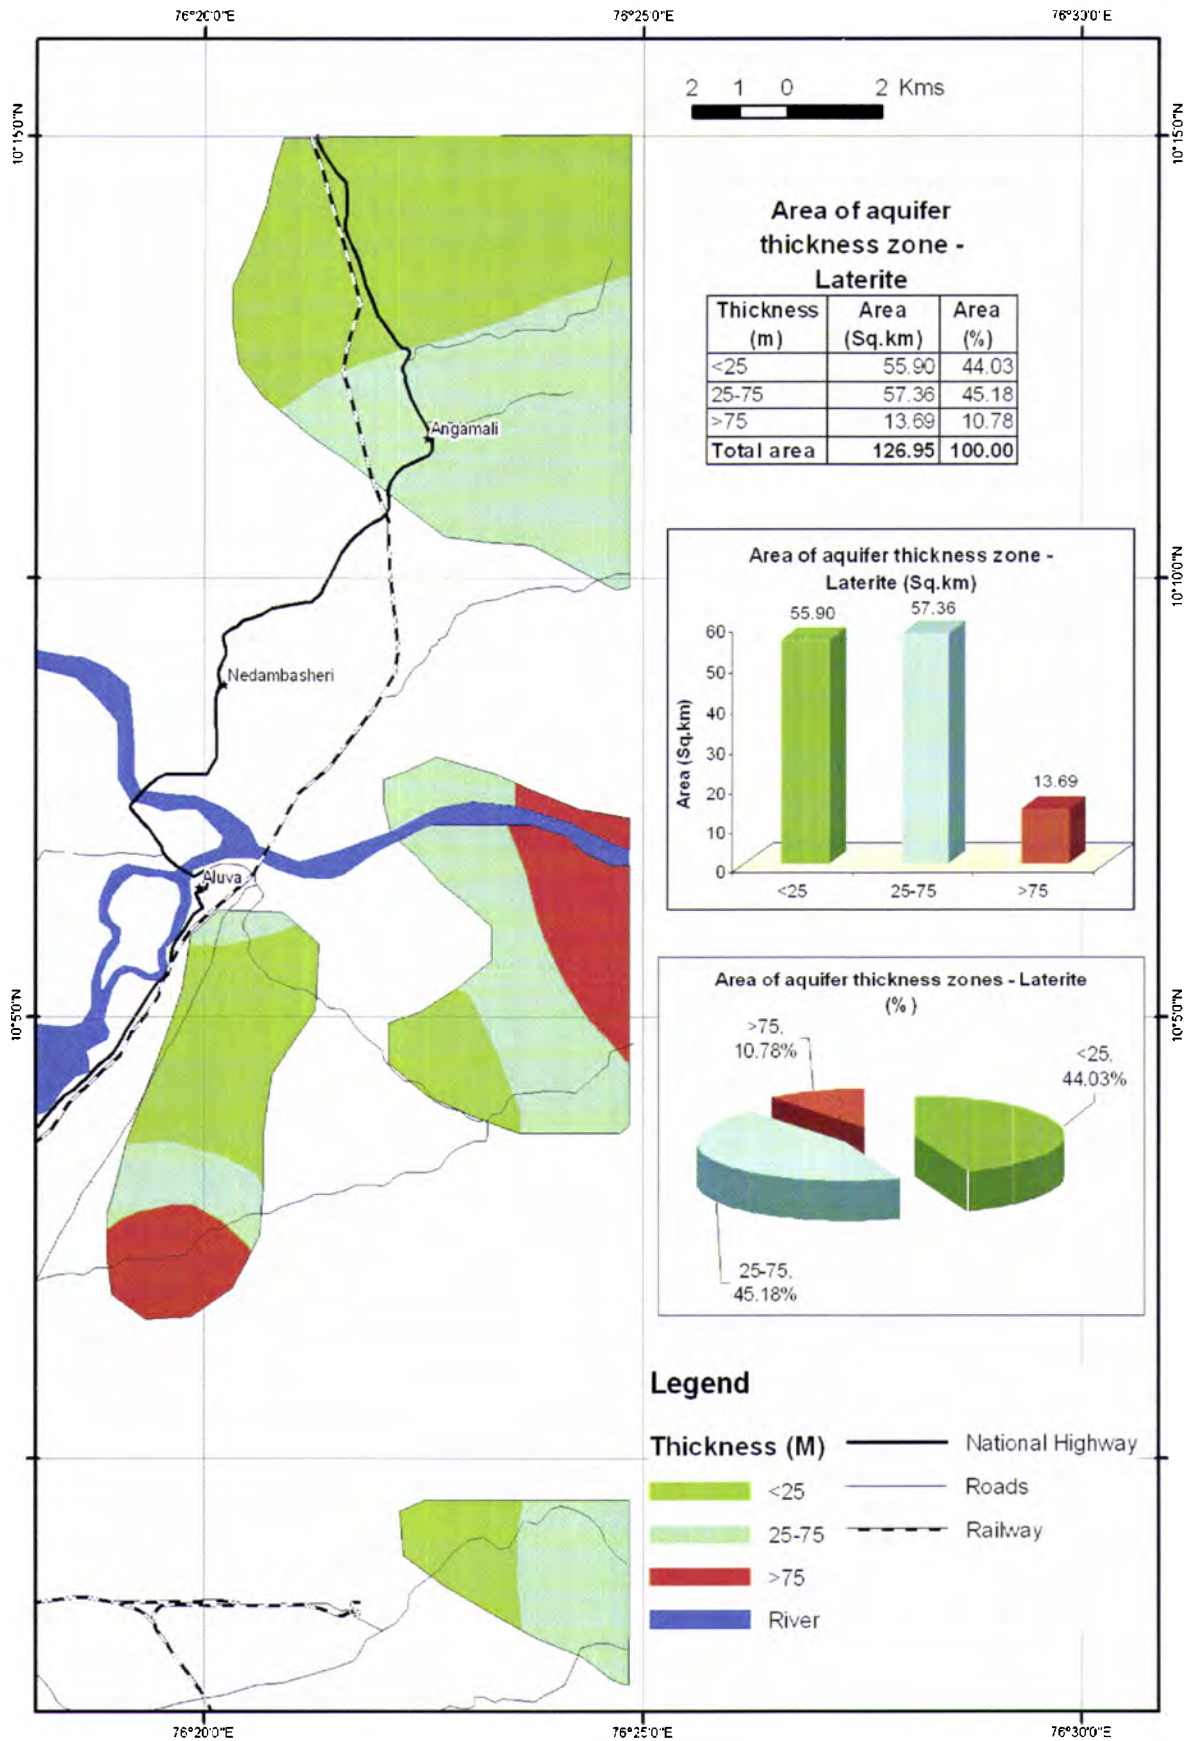 76°20'0"E 76°25'0"E 76°30'0"E
10°15'0"N 10°15'0"N
2 1 0 2 Kms
Area of aquifer
thickness zone -
Laterite
Thickness (m) Area (Sq.km) Area (%)
<25 55.90 44.03
25-75 57.36 45.18
>75 13.69 10.78
Total area 126.95 100.00
Angamali
Area of aquifer thickness zone -
Laterite (Sq.km)
10°10'0"N
55.90 57.36 13.69
Area (Sq.km)
60
50
40
30
20
10
0
<25 25-75 >75
Nedambasheri
Aluva
Area of aquifer thickness zones - Laterite
(%)
10°5'0"N 10°5'0"N
>75.
10.78%
<25.
44.03%
25-75.
45.18%
Legend
Thickness (M)
<25
25-75
>75
River
National Highway
Roads
Railway
76°20'0"E 76°25'0"E 76°30'0"E